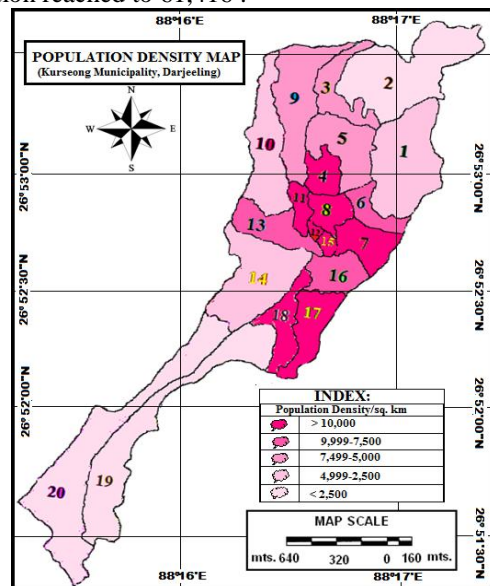 88°16'E 88°17'E
POPULATION DENSITY MAP
(Kurseong Municipality, Darjeeling)
N
W E
S
2
3
9
5
1
10
26°53'00"N 26°53'00"N
4
11
8
6
13
15
7
16
14
26°52'30"N 26°52'30"N
17
18
26°52'00"N 26°52'00"N
INDEX:
Population Density/sq. km
> 10,000
9,999-7,500
7,499-5,000
4,999-2,500
< 2,500
19
20
MAP SCALE
mts. 640 320 0 160 mts.
26°51'30"N
88°16'E 88°17'E